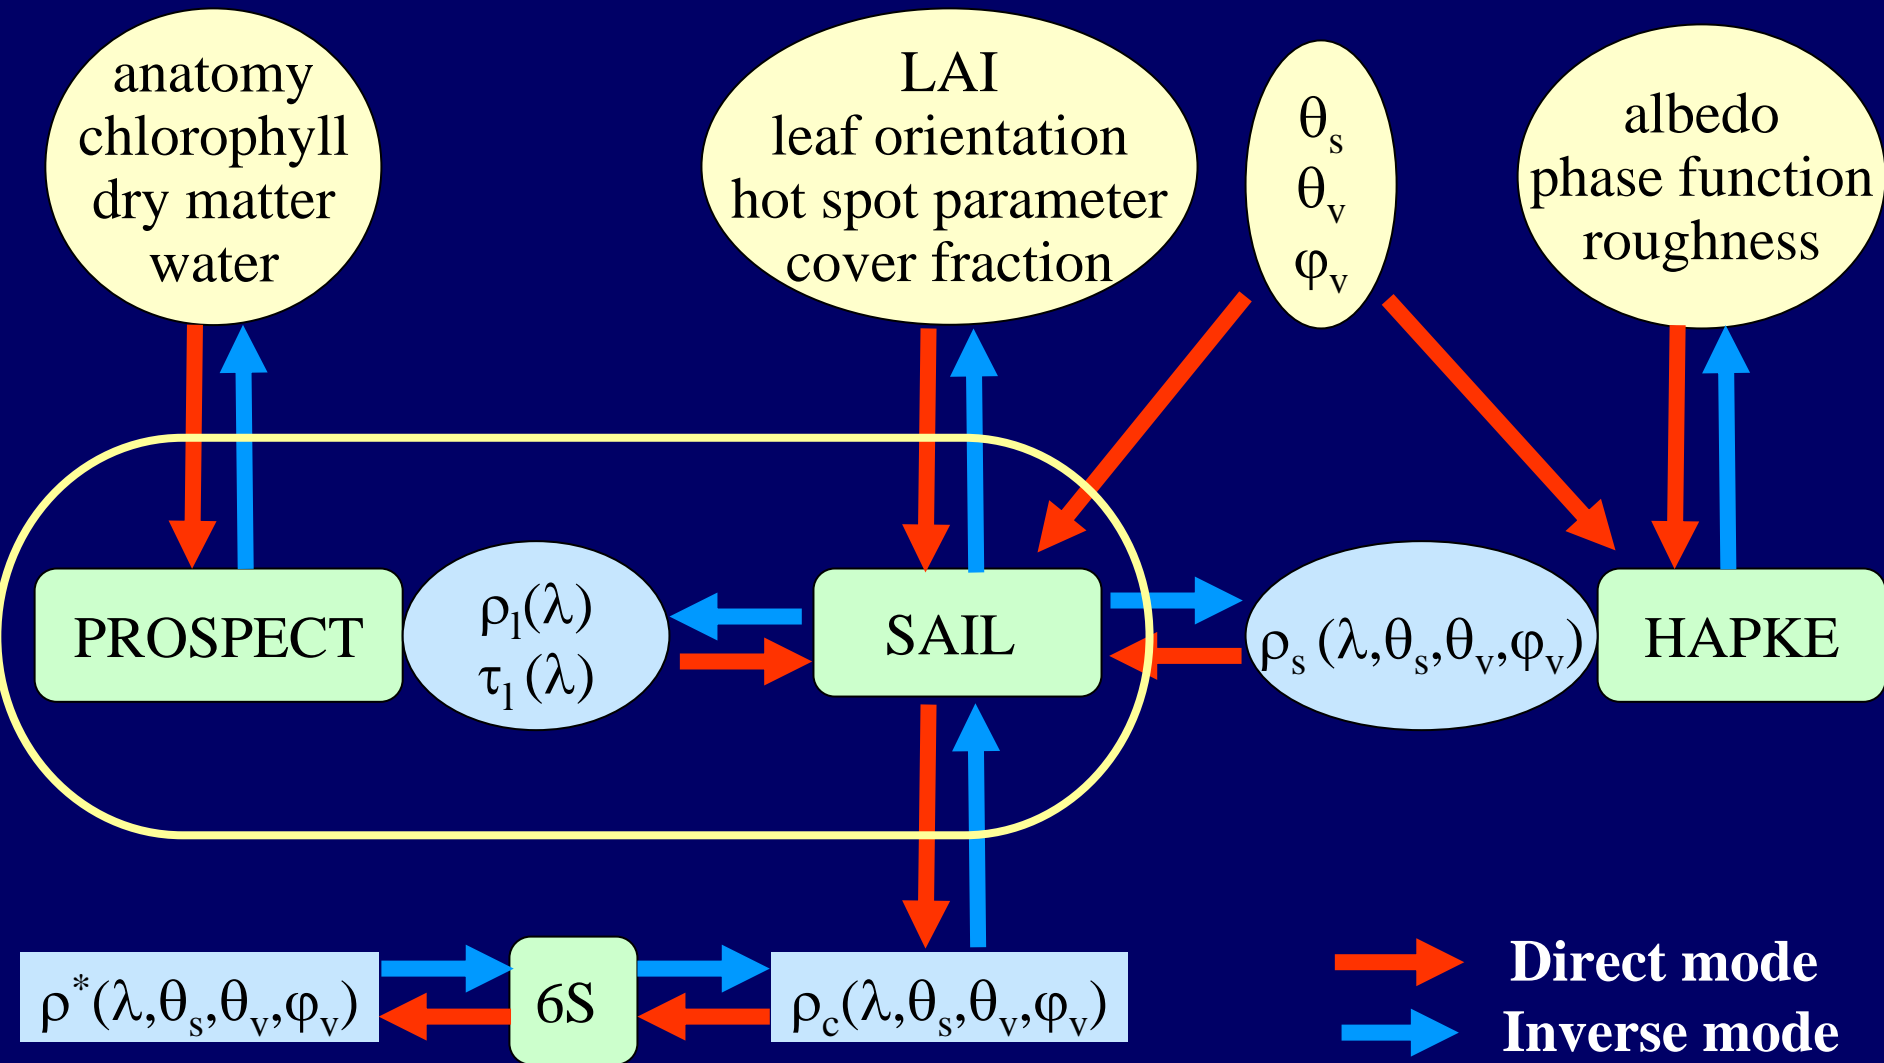 anatomy
chlorophyll
dry matter
water
LAI
leaf orientation
hot spot parameter
cover fraction
θs
θv
φv
albedo
phase function
roughness
PROSPECT
ρl(λ)
τl (λ)
SAIL
ρs (λ,θs,θv,φv)
HAPKE
ρ*(λ,θs,θv,φv)
6S
ρc(λ,θs,θv,φv)
Direct mode
Inverse mode